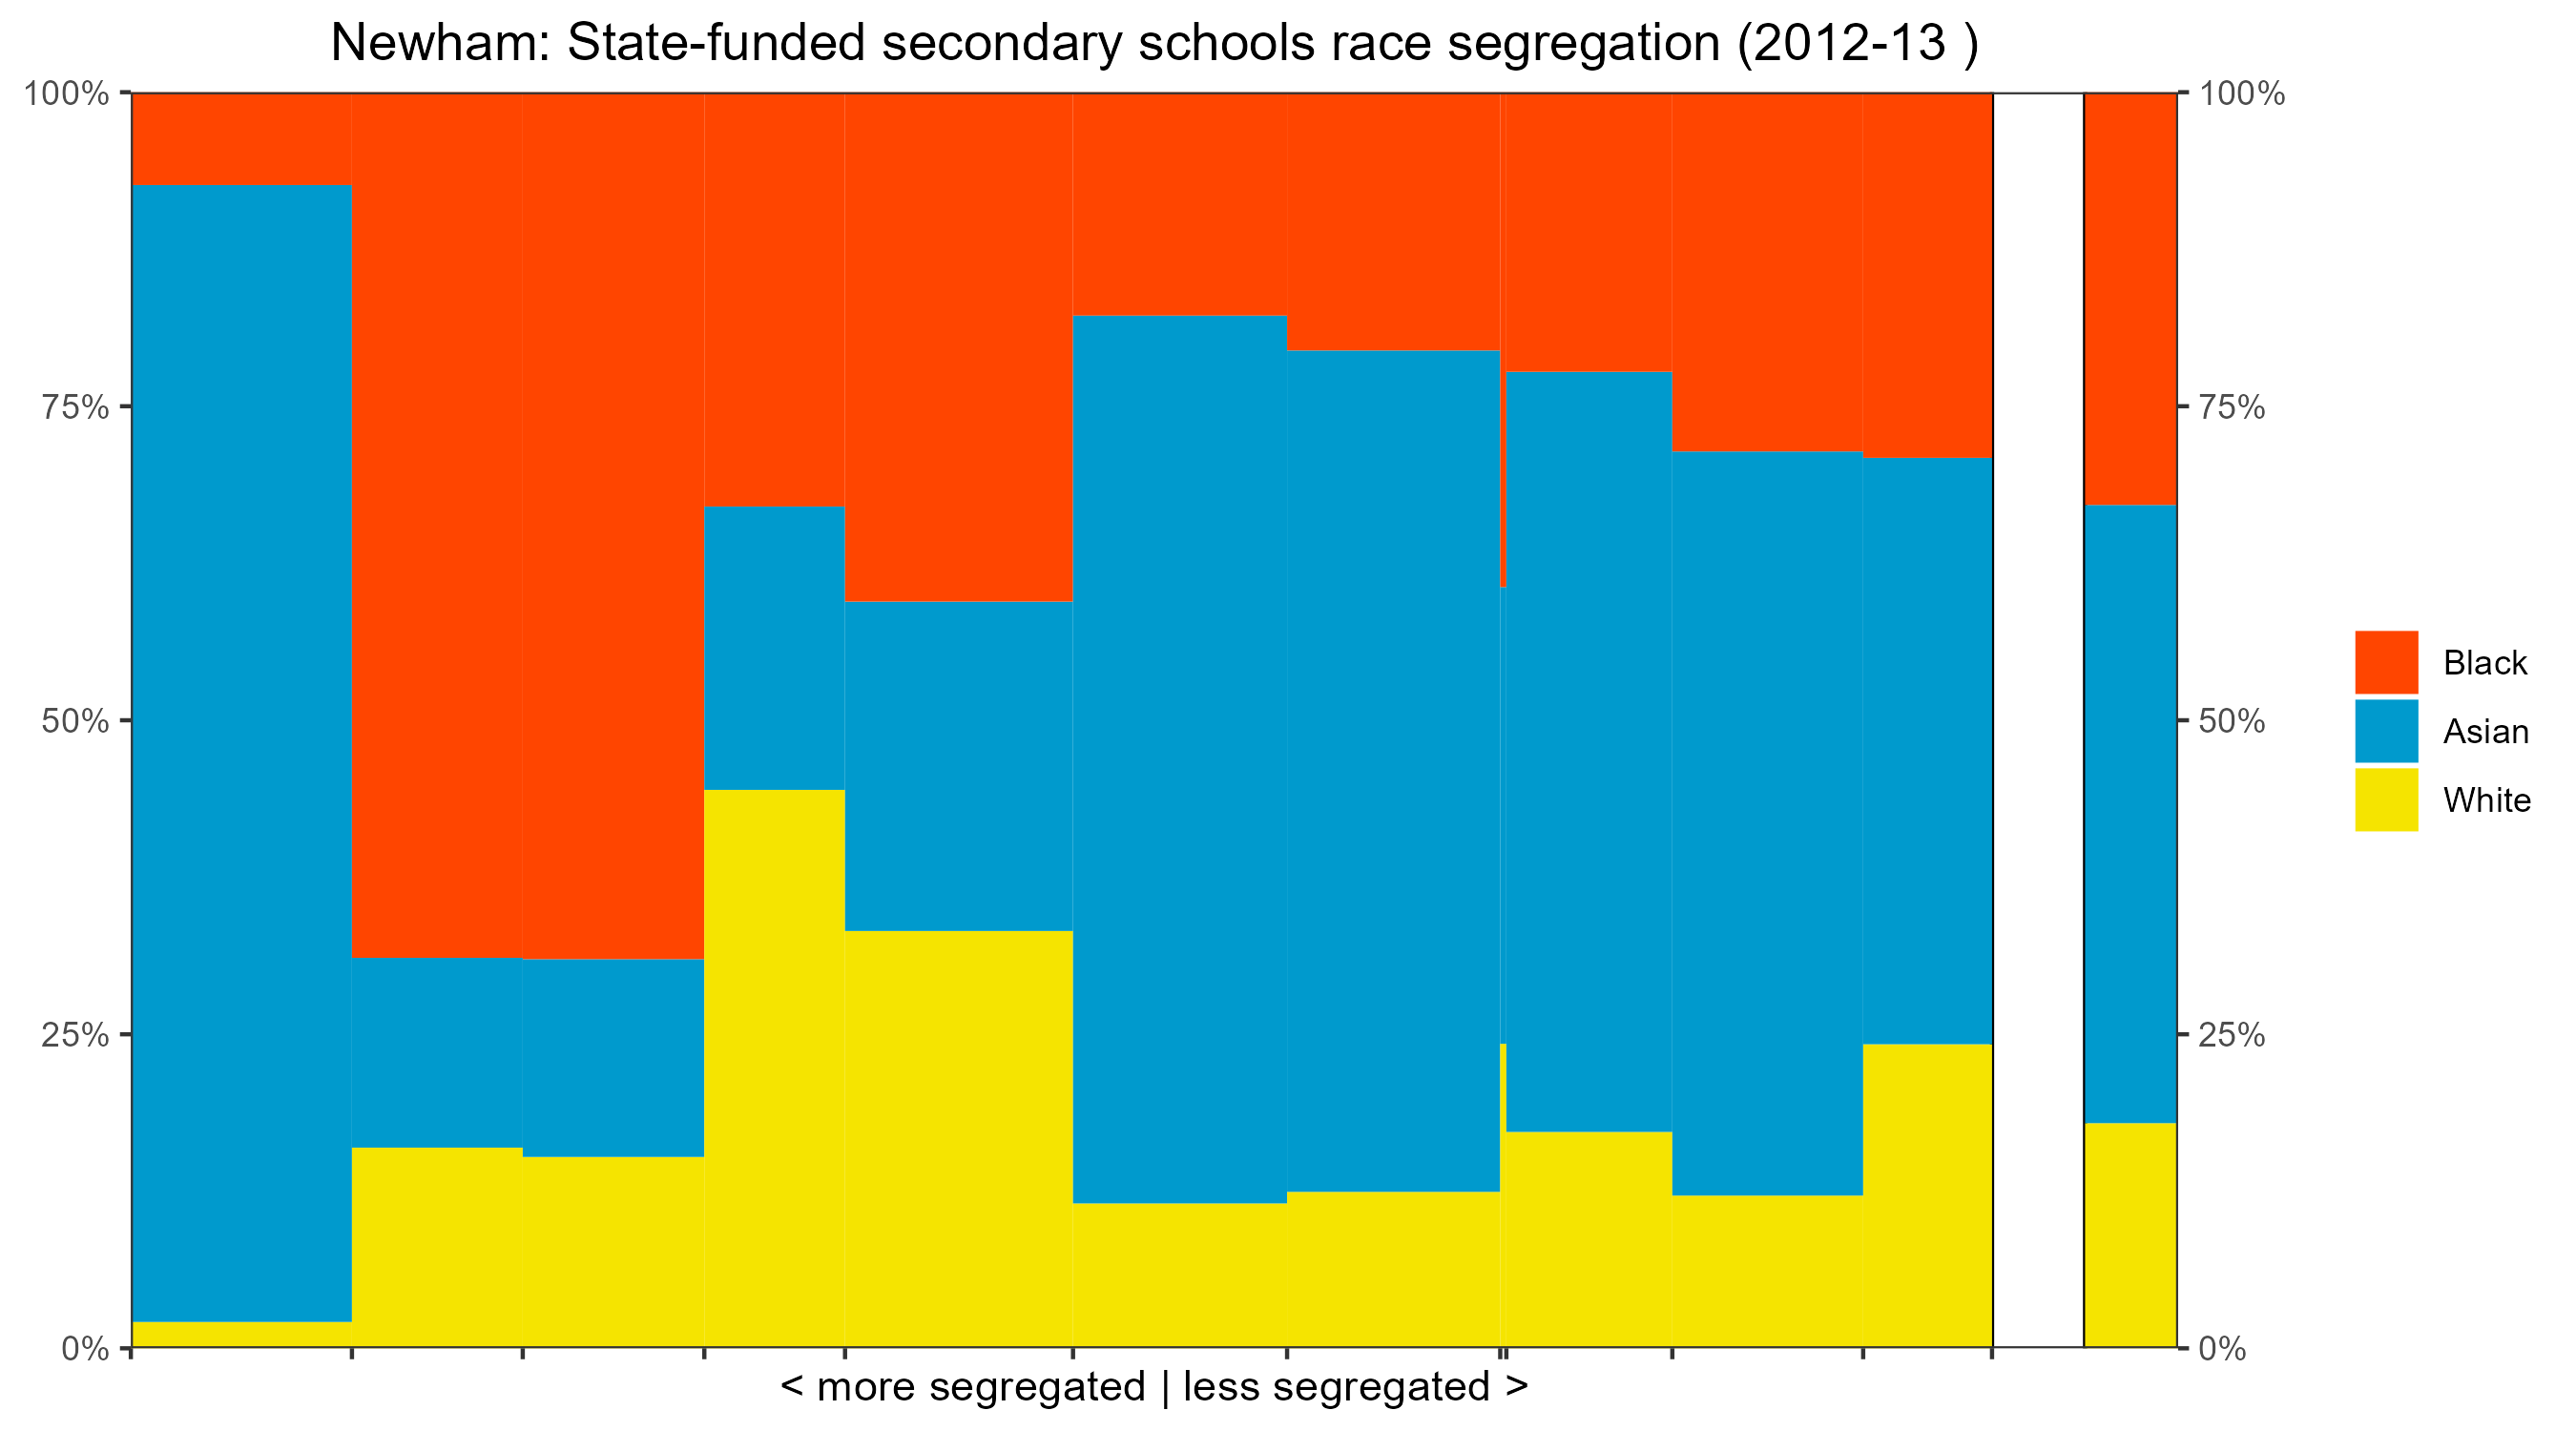 Newham: State-funded secondary schools race segregation (2012-13 )
100%
75%
50%
25%
0%
100%
75%
50%
25%
0%
Black
Asian
White
< more segregated | less segregated >